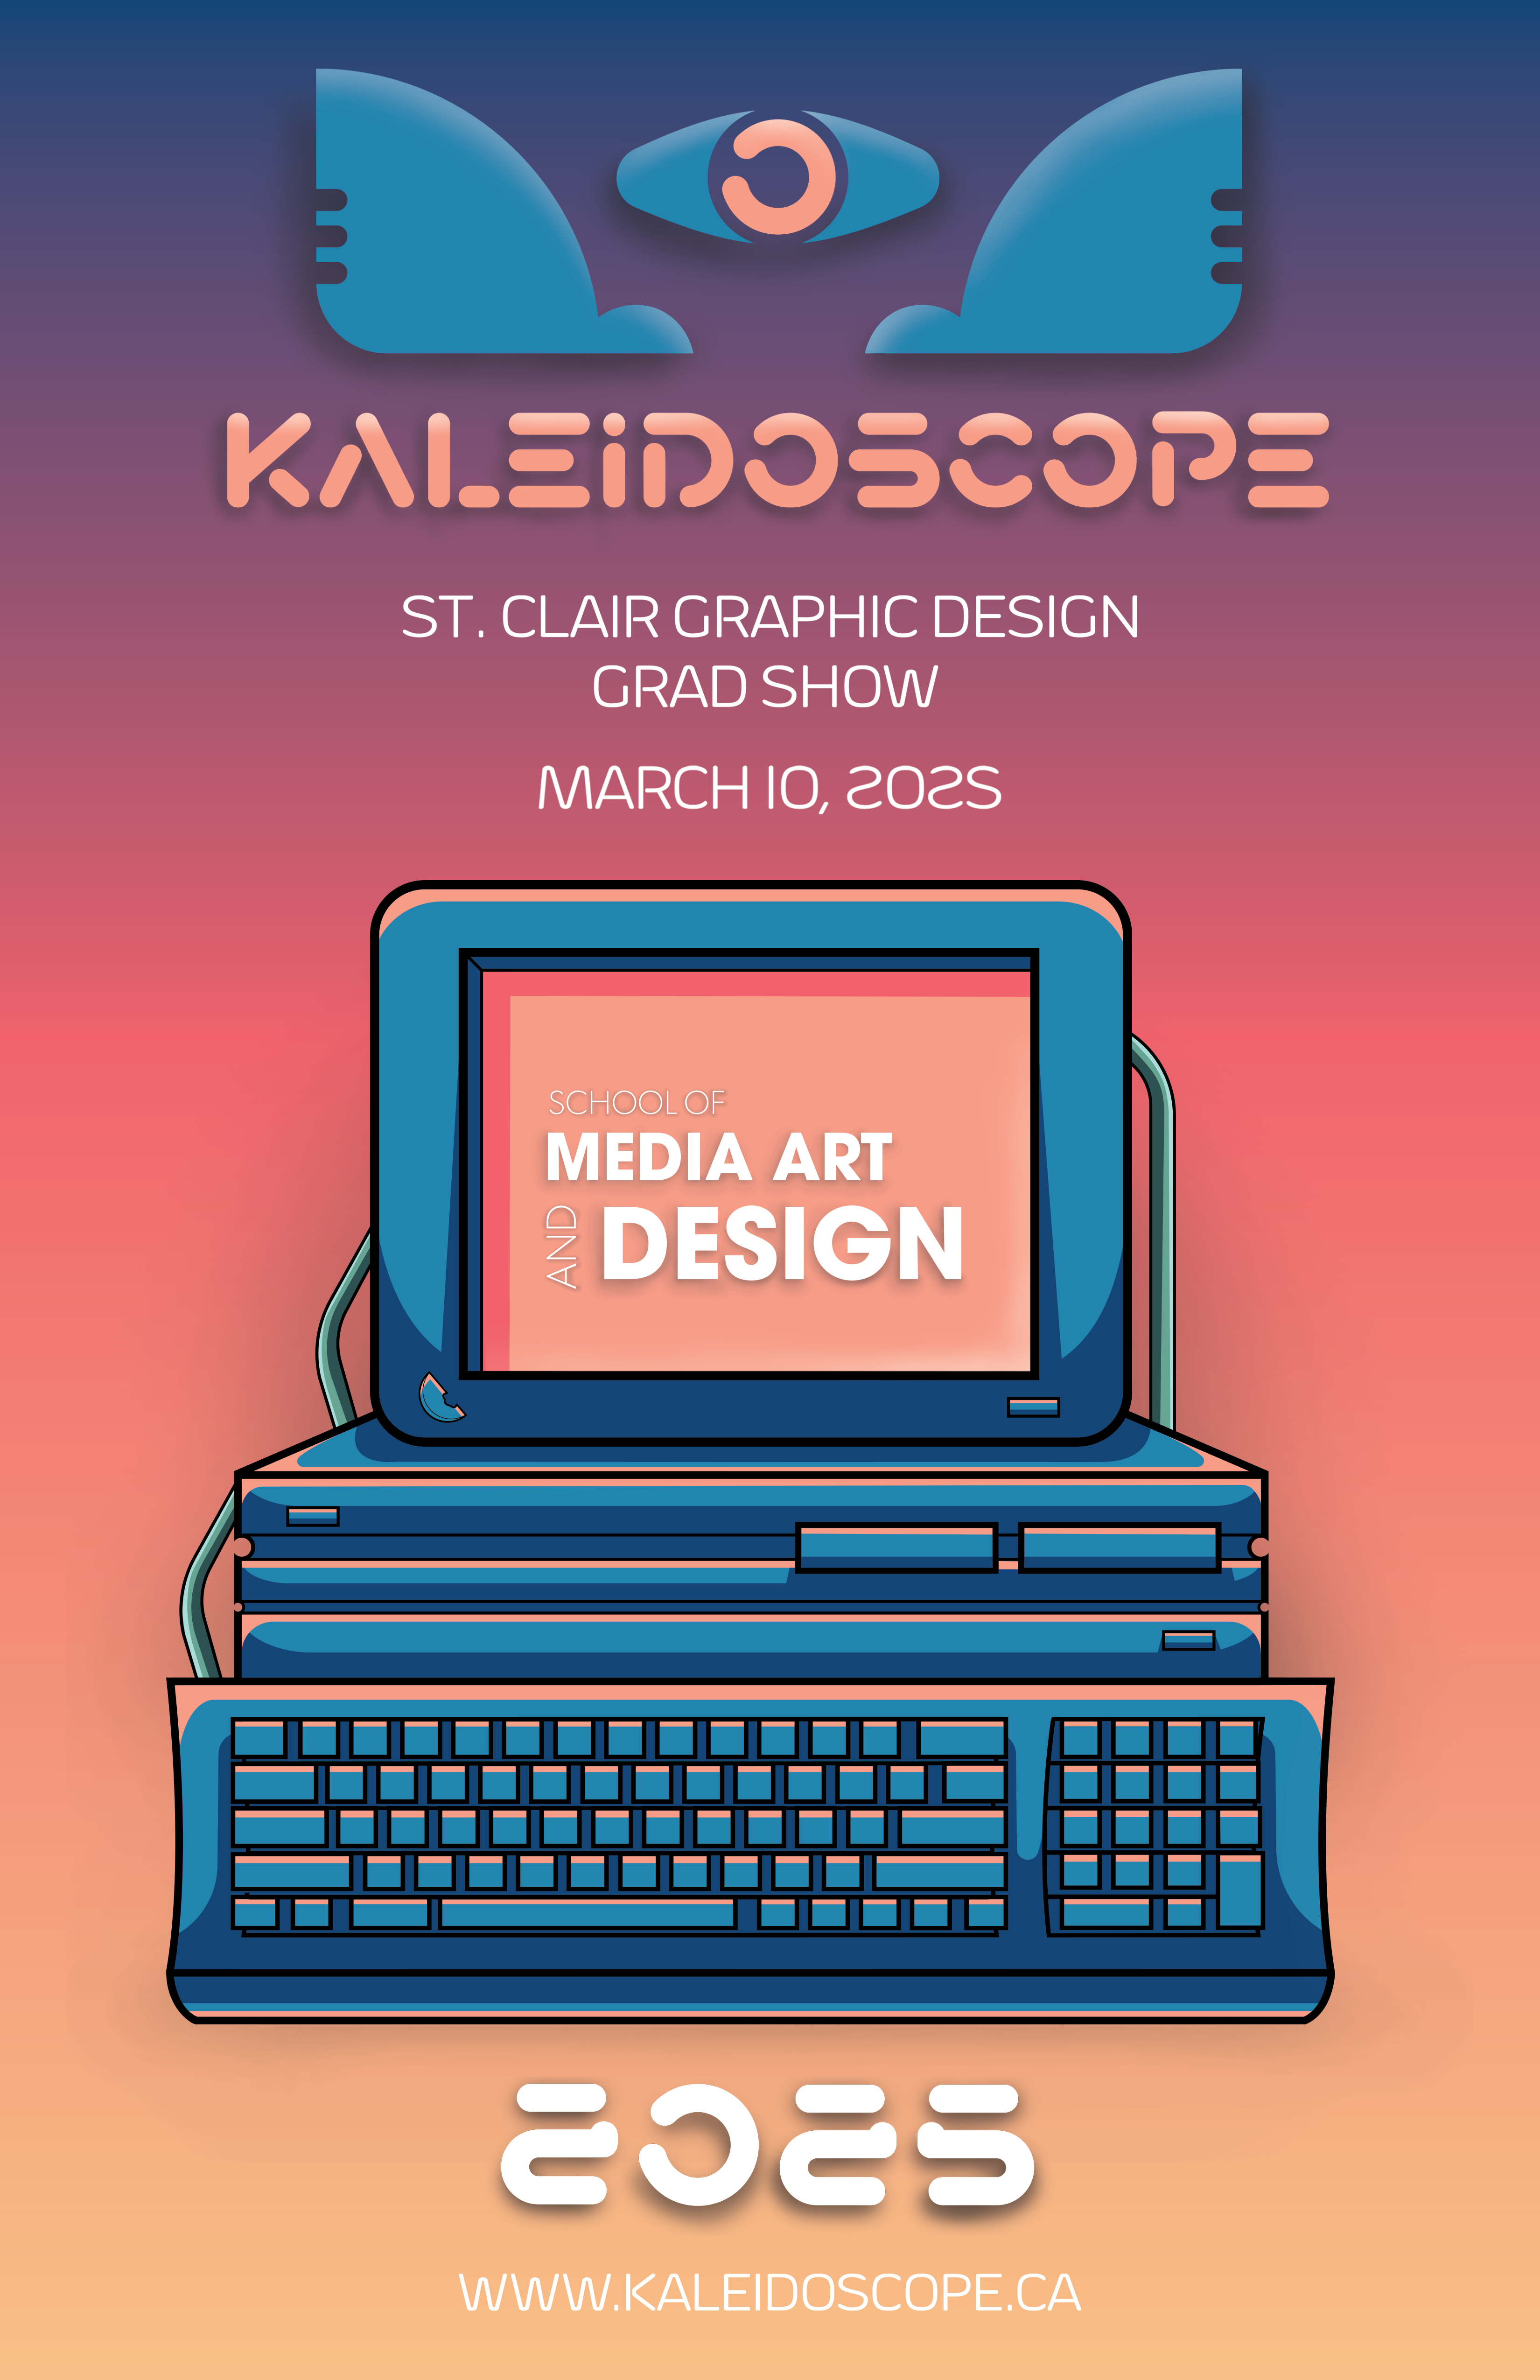 KALEiDOSCOPE
ST. CLAIR GRAPHIC DESIGN
GRAD SHOW
MARCH 10, 2025
SCHOOL OF
MEDIA ART
AND DESIGN
2025
WWW.KALEIDOSCOPE.CA